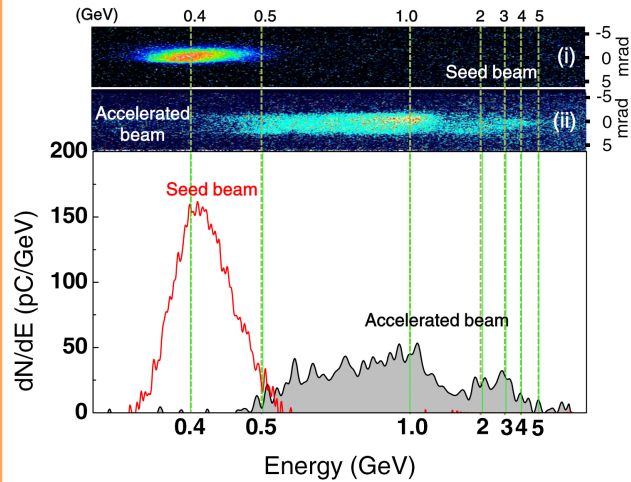 (GeV) 0.4 0.5 1.0 2 3 4 5
-5
0
5
mrad
(i)
Seed beam
-5
0
5
mrad
Accelerated
beam
(ii)
200
150
100
50
0
dN/dE (pC/GeV)
Seed beam
Accelerated beam
0.4 0.5 1.0 2 3 4 5
Energy (GeV)